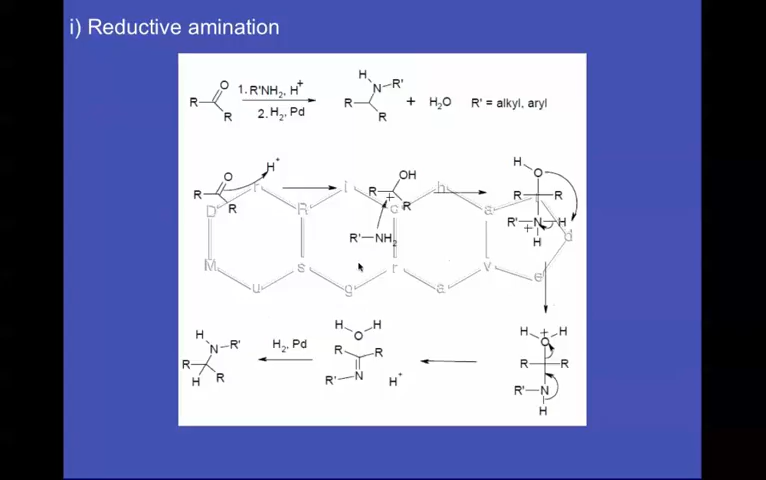 i) Reductive amination
O
R
R
1.R'NH2, H+
2.H2, Pd
H
N
R'
R
R
+
H2O
R' = alkyl, aryl
O
R
R
H+
OH
R
+
R
R'—NH2
H
O
R
R
R'
N
H
+
H
D r R i c h a r d
M u s g r a v e
H
N
R'
R
H
R
H2, Pd
H
O
H
R
R
R'
N
H+
H
+
O
H
R
R
R'
N
H